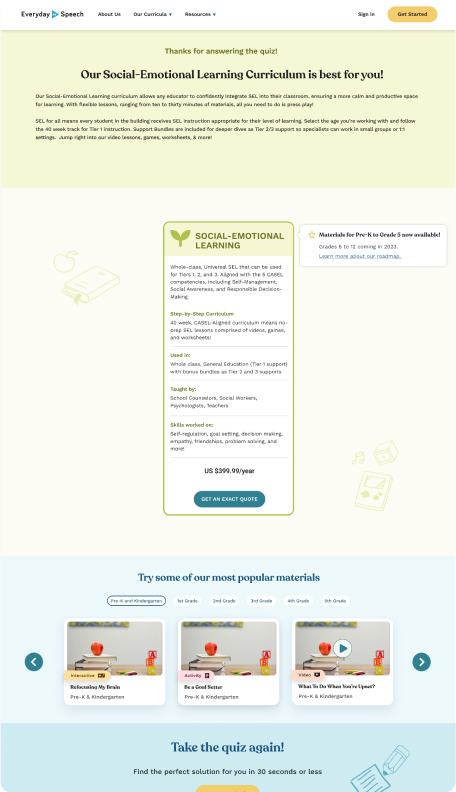 Everyday Speech
About Us
Our Curricula
Resources
Sign In
Get Started
Thanks for answering the quiz!
Our Social-Emotional Learning Curriculum is best for you!
Our Social-Emotional Learning curriculum allows any educator to confidently integrate SEL into their classroom, ensuring a more calm and productive space
for learning. With flexible lessons, ranging from ten to thirty minutes of materials, all you need to do is press play!
SEL for all means every student in the building receives SEL instruction appropriate for their level of learning. Select the age you're working with and follow
the 40 week track for Tier 1 instruction. Support Bundles are included for deeper dives as Tier 2/3 support so specialists can work in small groups or 1:1
settings. Jump right into our video lessons, games, worksheets, & more!
SOCIAL-EMOTIONAL
LEARNING
Whole-class, Universal SEL that can be used
for Tiers 1, 2, and 3. Aligned with the 5 CASEL
competencies, including Self-Management,
Social Awareness, and Responsible Decision-
Making.
Step-by-Step Curriculum
40 week, CASEL-Aligned curriculum means no-
prep SEL lessons comprised of videos, games,
and worksheets!
Used in:
Whole class, General Education (Tier 1 support)
with bonus bundles as Tier 2 and 3 supports
Taught by:
School Counselors, Social Workers,
Psychologists, Teachers
Skills worked on:
Self-regulation, goal setting, decision making,
empathy, friendships, problem solving, and
more!
US $399.99/year
GET AN EXACT QUOTE
Materials for Pre-K to Grade 5 now available!
Grades 6 to 12 coming in 2023.
Learn more about our roadmap.
Try some of our most popular materials
Pre-K and Kindergarten
1st Grade
2nd Grade
3rd Grade
4th Grade
5th Grade
Interactive
Refocusing My Brain
Pre-K & Kindergarten
Activity
Be a Goal Setter
Pre-K & Kindergarten
Video
What To Do When You're Upset?
Pre-K & Kindergarten
Take the quiz again!
Find the perfect solution for you in 30 seconds or less